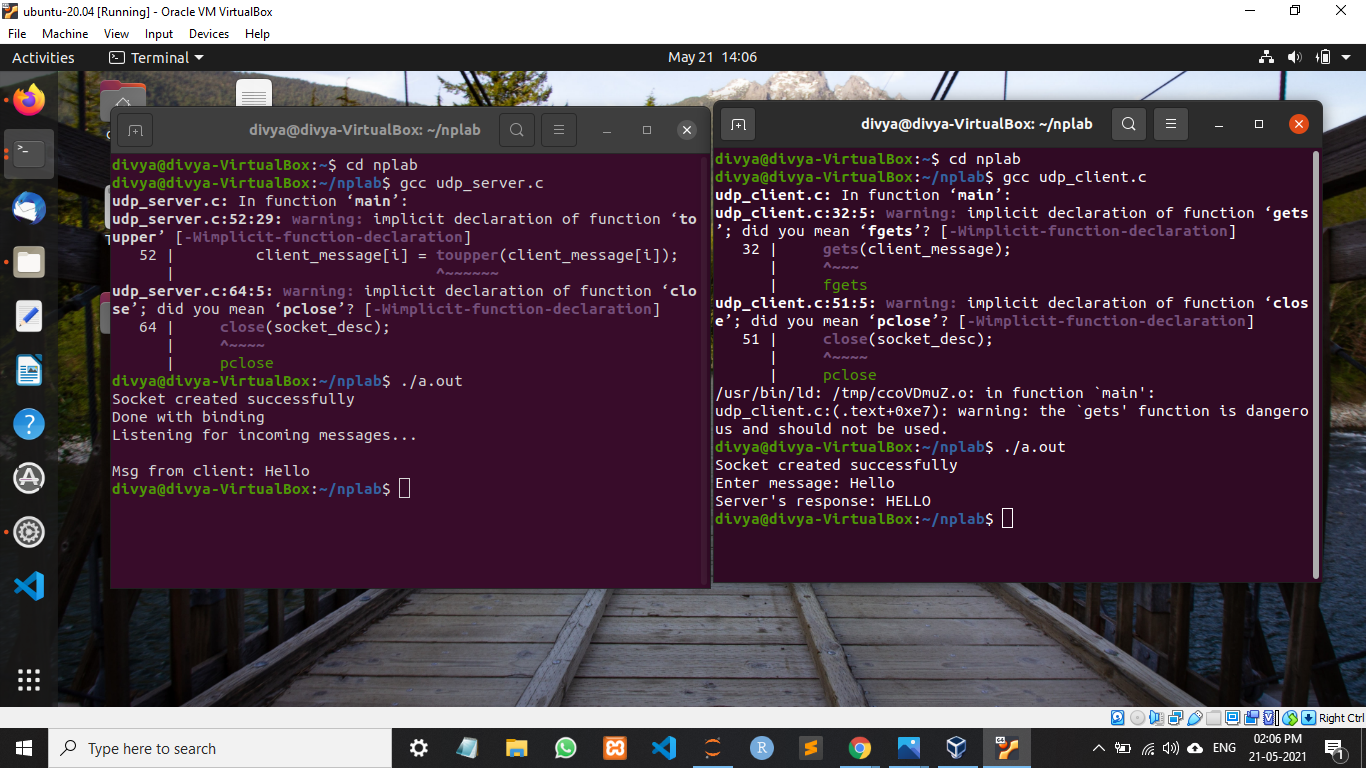 ubuntu-20.04 [Running] - Oracle VM VirtualBox
File Machine View Input Devices Help
Activities Terminal May 21 14:06
divya@divya-VirtualBox: ~/nplab
divya@divya-VirtualBox:~$ cd nplab
divya@divya-VirtualBox:~/nplab$ gcc udp_server.c
udp_server.c: In function ‘main’:
udp_server.c:52:29: warning: implicit declaration of function ‘to
upper’ [-Wimplicit-function-declaration]
52 | client_message[i] = toupper(client_message[i]);
| ^~~~~~~
udp_server.c:64:5: warning: implicit declaration of function ‘clo
se’; did you mean ‘pclose’? [-Wimplicit-function-declaration]
64 | close(socket_desc);
| ^~~~~
| pclose
divya@divya-VirtualBox:~/nplab$ ./a.out
Socket created successfully
Done with binding
Listening for incoming messages...
Msg from client: Hello
divya@divya-VirtualBox:~/nplab$
divya@divya-VirtualBox: ~/nplab
divya@divya-VirtualBox:~$ cd nplab
divya@divya-VirtualBox:~/nplab$ gcc udp_client.c
udp_client.c: In function ‘main’:
udp_client.c:32:5: warning: implicit declaration of function ‘gets
’; did you mean ‘fgets’? [-Wimplicit-function-declaration]
32 | gets(client_message);
| ^~~~
| fgets
udp_client.c:51:5: warning: implicit declaration of function ‘clos
e’; did you mean ‘pclose’? [-Wimplicit-function-declaration]
51 | close(socket_desc);
| ^~~~~
| pclose
/usr/bin/ld: /tmp/ccoVDmuZ.o: in function `main':
udp_client.c:(.text+0xe7): warning: the `gets' function is dangero
us and should not be used.
divya@divya-VirtualBox:~/nplab$ ./a.out
Socket created successfully
Enter message: Hello
Server's response: HELLO
divya@divya-VirtualBox:~/nplab$
Right Ctrl
Type here to search
ENG
02:06 PM
21-05-2021
1